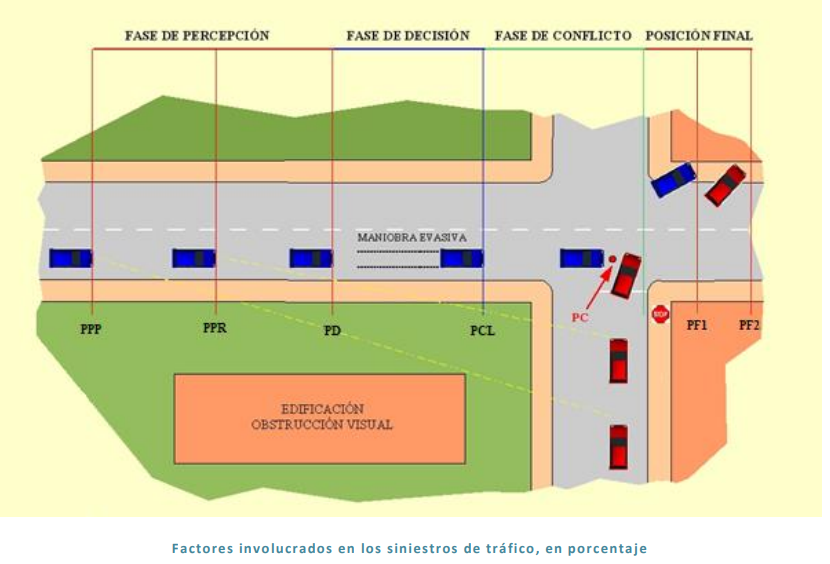 FASE DE PERCEPCIÓN FASE DE DECISIÓN FASE DE CONFLICTO POSICIÓN FINAL
MANIOBRA EVASIVA
PC
STOP
PPP PPR PD PCL PF1 PF2
EDIFICACIÓN
OBSTRUCCIÓN VISUAL
Factores involucrados en los siniestros de tráfico, en porcentaje